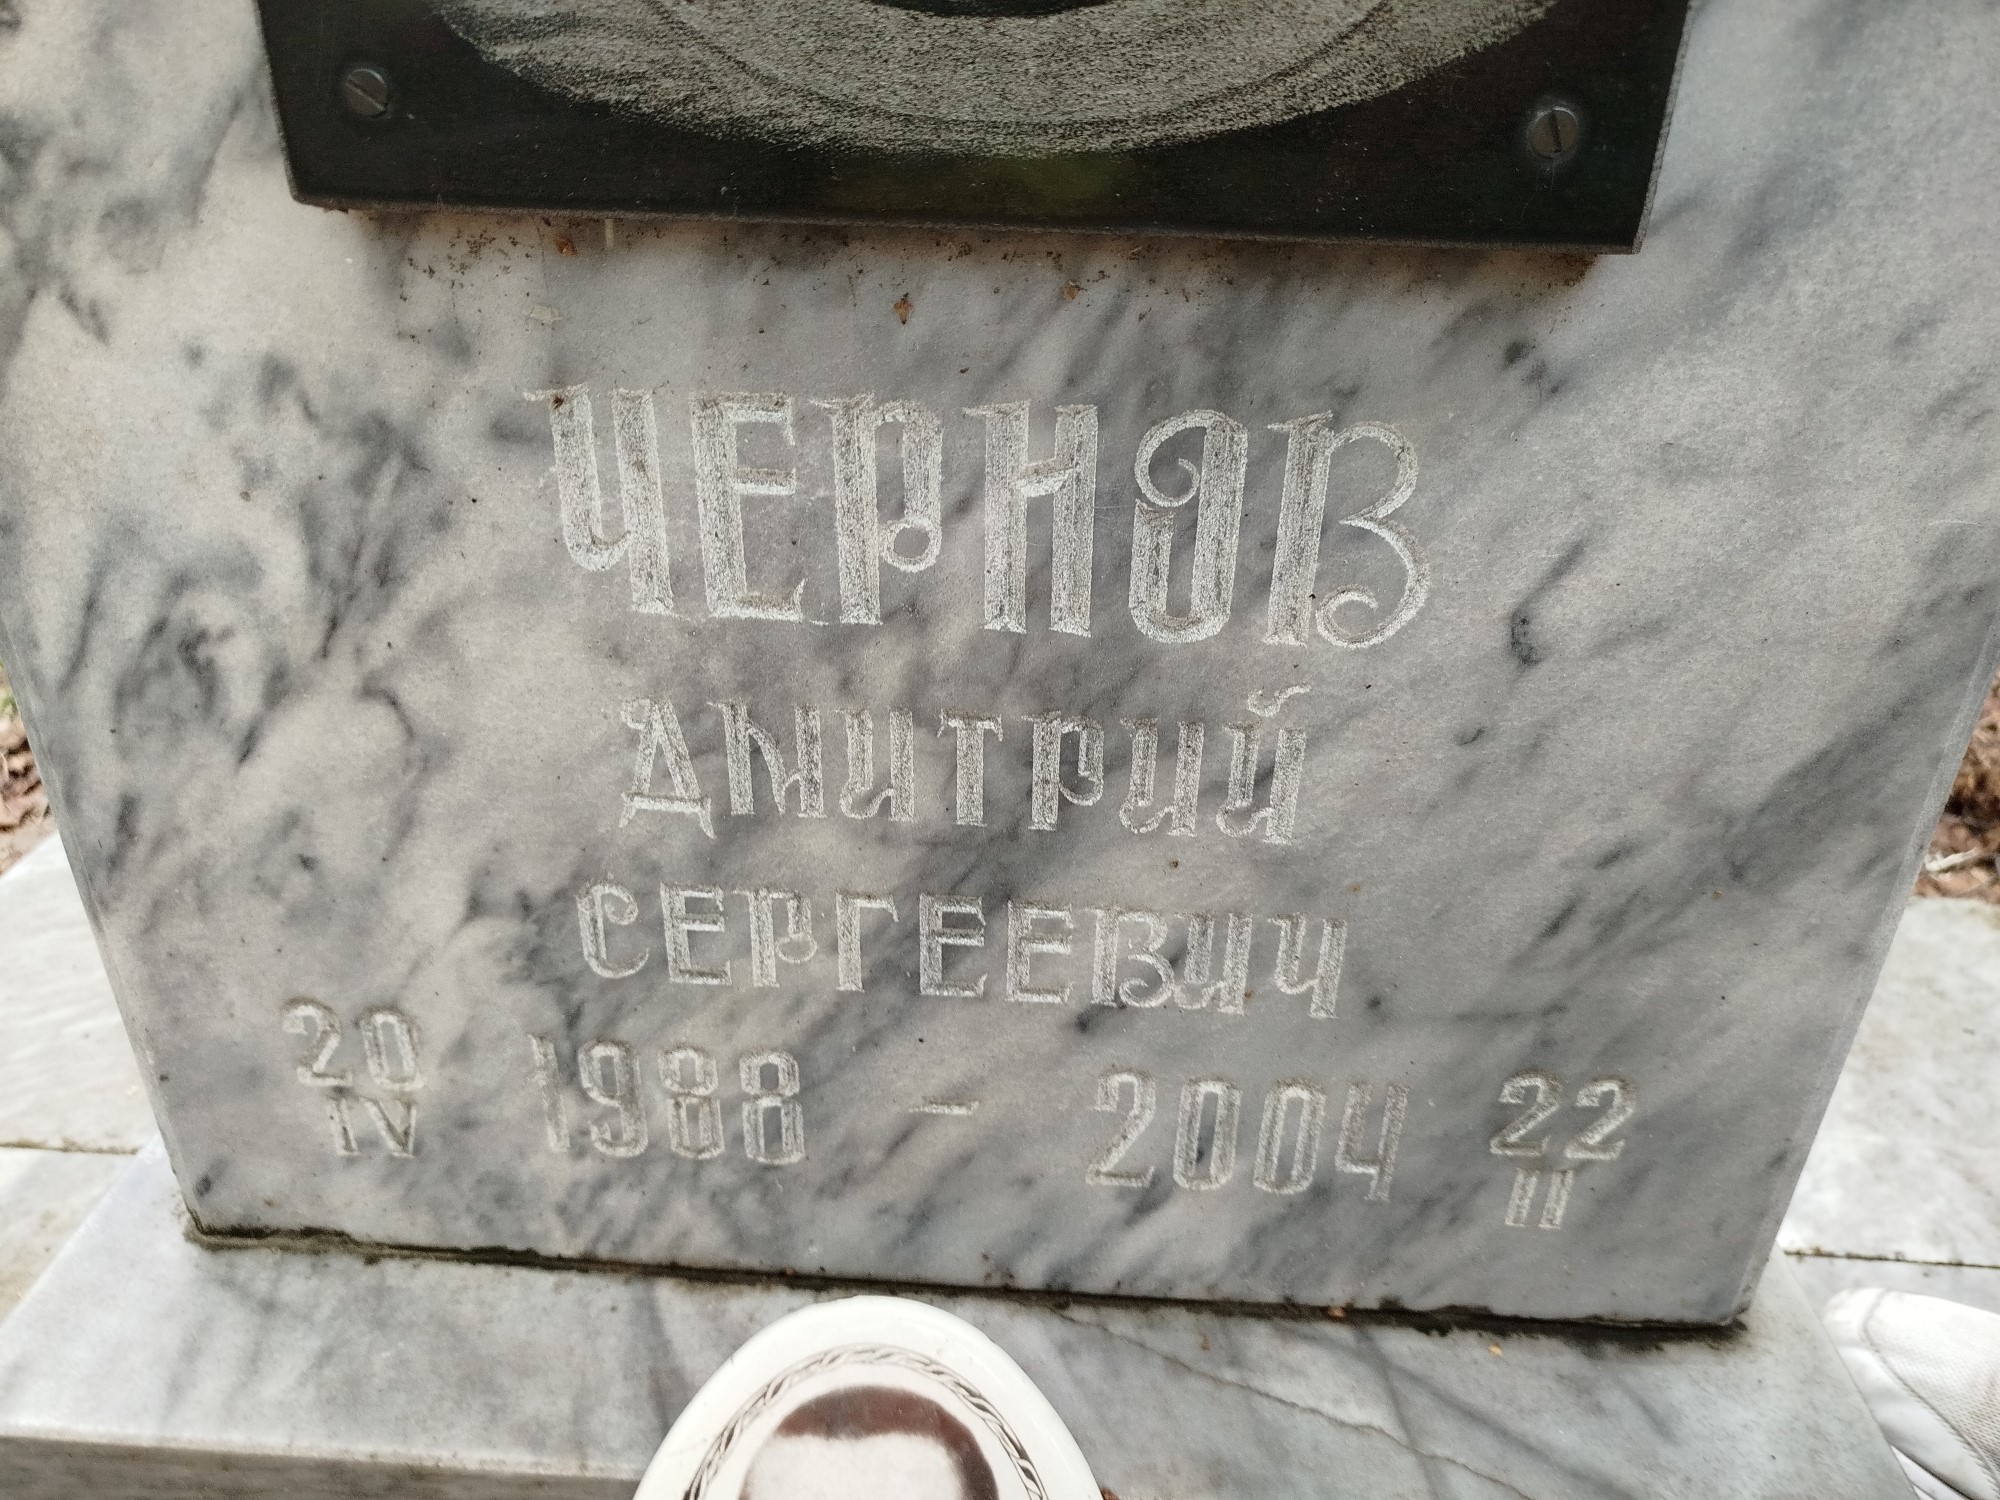 ЧЕРНОВ
ДМИТРИЙ
СЕРГЕЕВИЧ
20 IV 1988 – 2004 22 II